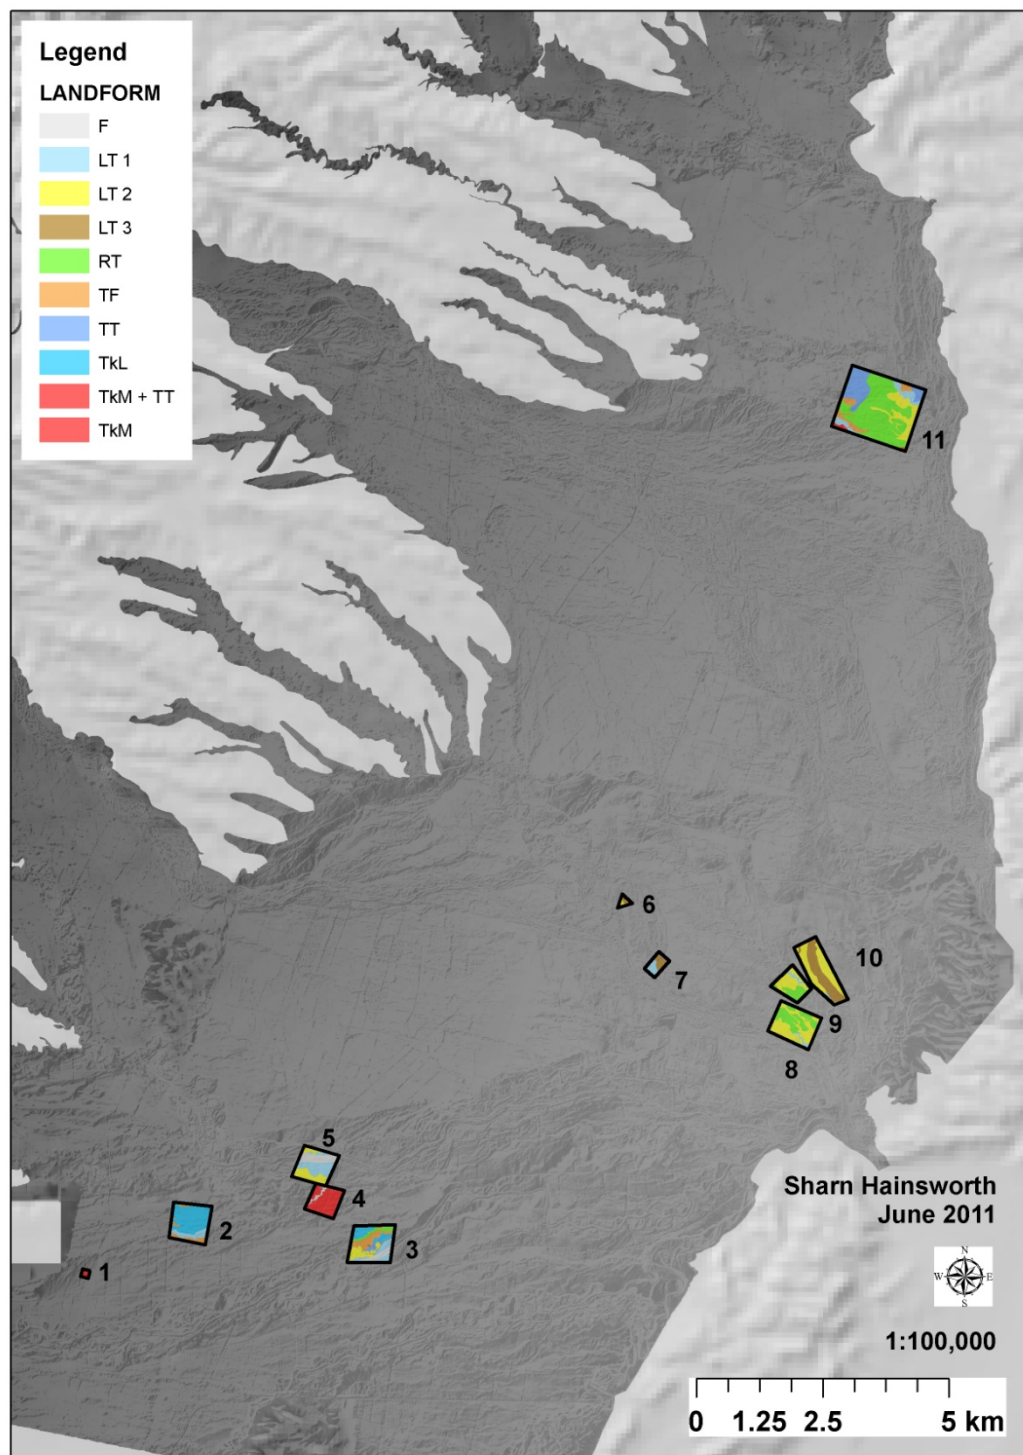 Legend
LANDFORM
F
LT 1
LT 2
LT 3
RT
TF
TT
TkL
TkM + TT
TkM
11
6
7
10
9
8
5
4
2
3
1
Sharn Hainsworth
June 2011
N
W E
S
1:100,000
0 1.25 2.5 5 km